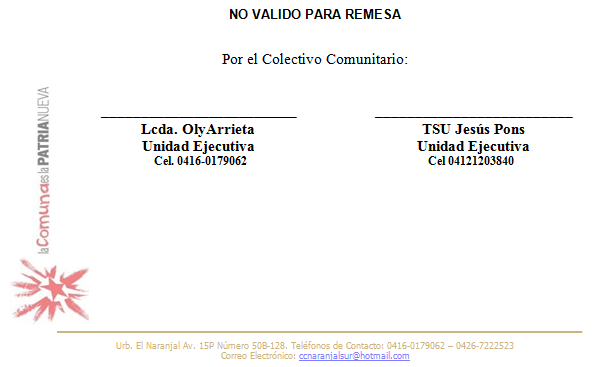 NO VALIDO PARA REMESA
Por el Colectivo Comunitario:
Lcda. OlyArrieta
Unidad Ejecutiva
Cel. 0416-0179062
TSU Jesús Pons
Unidad Ejecutiva
Cel 04121203840
la Comuna es la PATRIA NUEVA
Urb. El Naranjal Av. 15P Número 50B-128. Teléfonos de Contacto: 0416-0179062 – 0426-7222523
Correo Electrónico: ccnaranjalsur@hotmail.com